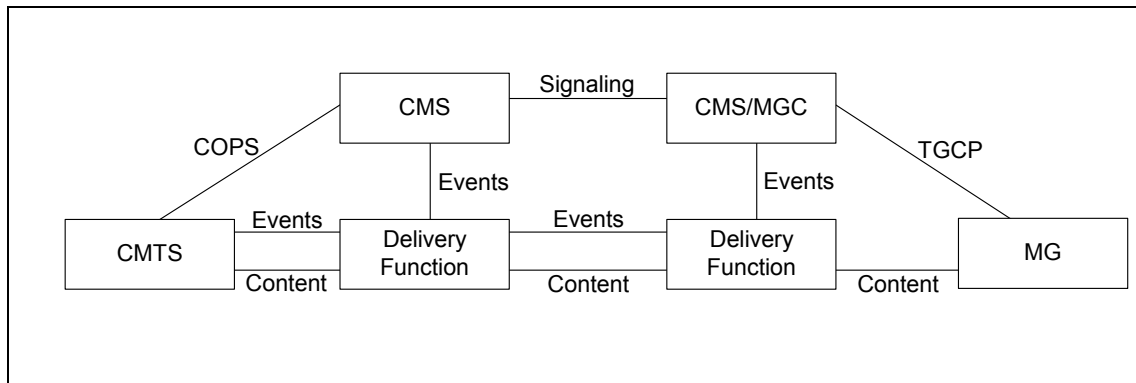 Signaling
CMS
CMS/MGC
COPS
TGCP
Events
Events
Events
Events
CMTS
Delivery
Function
Delivery
Function
MG
Content
Content
Content